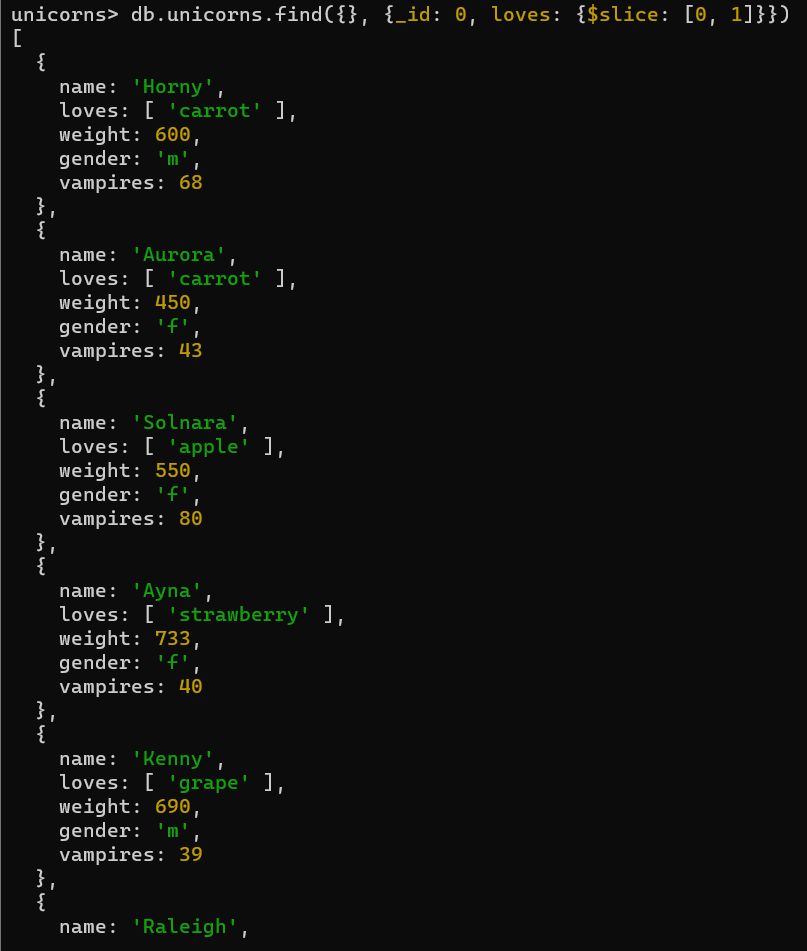 unicorns> db.unicorns.find({}, {_id: 0, loves: {$slice: [0, 1]}})
[
  {
    name: 'Horny',
    loves: [ 'carrot' ],
    weight: 600,
    gender: 'm',
    vampires: 68
  },
  {
    name: 'Aurora',
    loves: [ 'carrot' ],
    weight: 450,
    gender: 'f',
    vampires: 43
  },
  {
    name: 'Solnara',
    loves: [ 'apple' ],
    weight: 550,
    gender: 'f',
    vampires: 80
  },
  {
    name: 'Ayna',
    loves: [ 'strawberry' ],
    weight: 733,
    gender: 'f',
    vampires: 40
  },
  {
    name: 'Kenny',
    loves: [ 'grape' ],
    weight: 690,
    gender: 'm',
    vampires: 39
  },
  {
    name: 'Raleigh',